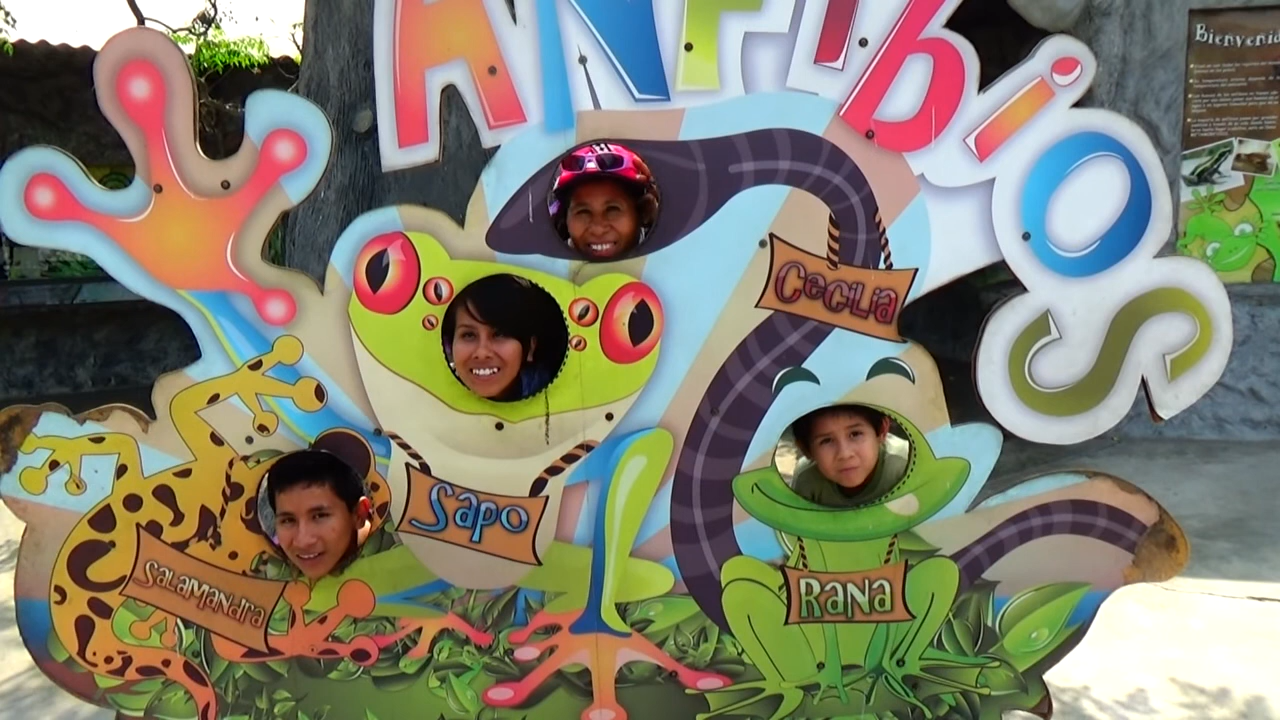 ANFIbiOS
Bienvenid
CeCiLiA
SApo
SALAMANdrA
RANA